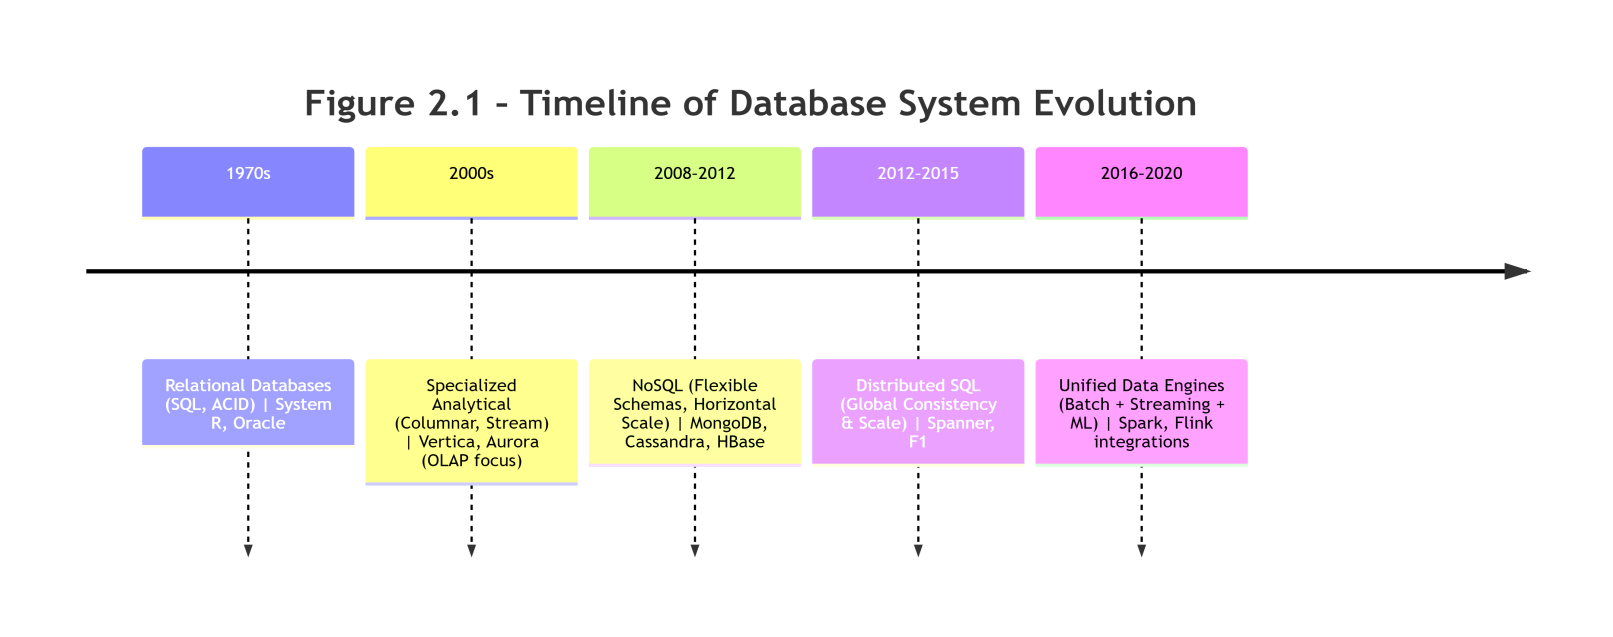 Figure 2.1 – Timeline of Database System Evolution
1970s
2000s
2008–2012
2012–2015
2016–2020
Relational Databases
(SQL, ACID) | System
R, Oracle
Specialized
Analytical
(Columnar, Stream)
| Vertica, Aurora
(OLAP focus)
NoSQL (Flexible
Schemas, Horizontal
Scale) | MongoDB,
Cassandra, HBase
Distributed SQL
(Global Consistency
& Scale) | Spanner,
F1
Unified Data Engines
(Batch + Streaming +
ML) | Spark, Flink
integrations